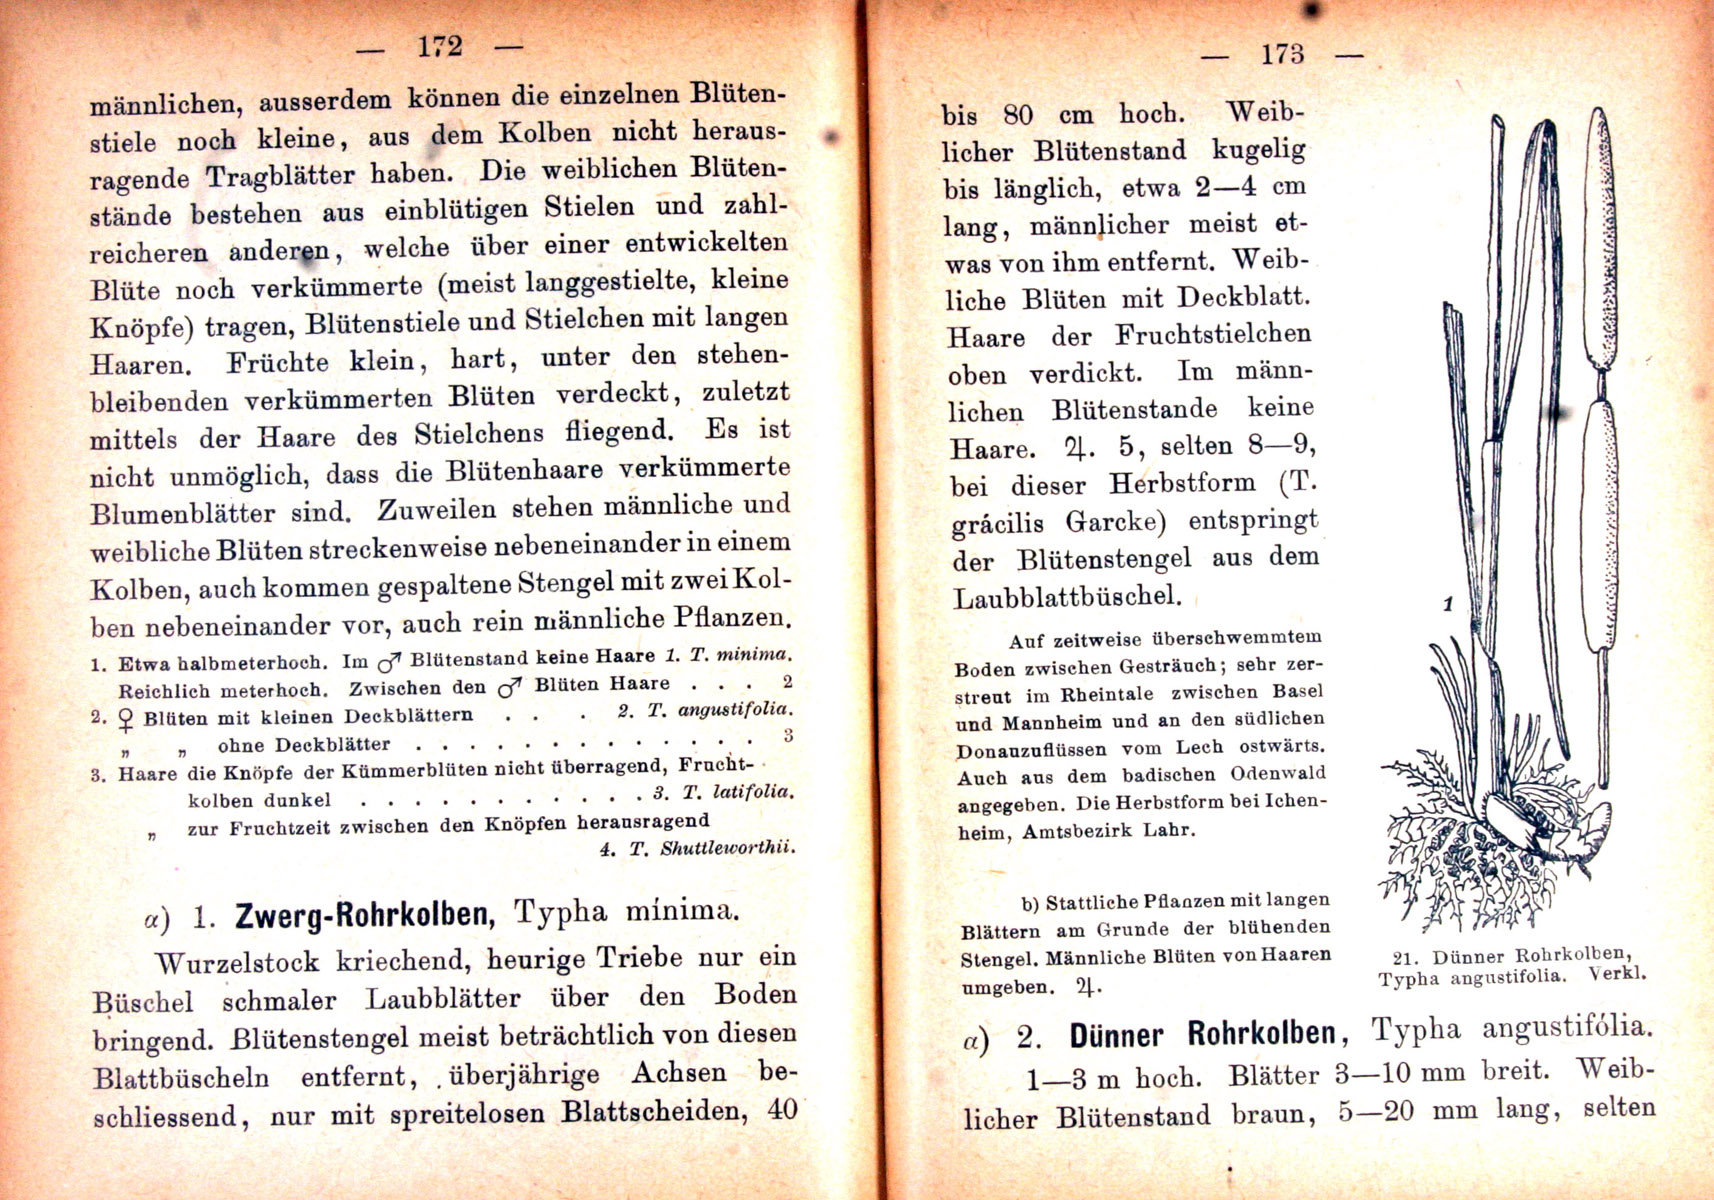 — 172 —
männlichen, ausserdem können die einzelnen Blüten-
stiele noch kleine, aus dem Kolben nicht heraus-
ragende Tragblätter haben. Die weiblichen Blüten-
stände bestehen aus einblütigen Stielen und zahl-
reicheren anderen, welche über einer entwickelten
Blüte noch verkümmerte (meist langgestielte, kleine
Knöpfe) tragen, Blütenstiele und Stielchen mit langen
Haaren. Früchte klein, hart, unter den stehen-
bleibenden verkümmerten Blüten verdeckt, zuletzt
mittels der Haare des Stielchens fliegend. Es ist
nicht unmöglich, dass die Blütenhaare verkümmerte
Blumenblätter sind. Zuweilen stehen männliche und
weibliche Blüten streckenweise nebeneinander in einem
Kolben, auch kommen gespaltene Stengel mit zwei Kol-
ben nebeneinander vor, auch rein männliche Pflanzen.
1. Etwa halbmeterhoch. Im ♂ Blütenstand keine Haare 1. T. minima.
Reichlich meterhoch. Zwischen den ♂ Blüten Haare . . . 2
2. ♀ Blüten mit kleinen Deckblättern . . . 2. T. angustifolia.
„ „ ohne Deckblätter . . . . . . . . . . . . . 3
3. Haare die Knöpfe der Kümmerblüten nicht überragend, Frucht-
kolben dunkel . . . . . . . . . . . 3. T. latifolia.
„ zur Fruchtzeit zwischen den Knöpfen herausragend
4. T. Shuttleworthii.
α) 1. Zwerg-Rohrkolben, Typha mínima.
Wurzelstock kriechend, heurige Triebe nur ein
Büschel schmaler Laubblätter über den Boden
bringend. Blütenstengel meist beträchtlich von diesen
Blattbüscheln entfernt, überjährige Achsen be-
schliessend, nur mit spreitelosen Blattscheiden, 40
— 173 —
bis 80 cm hoch. Weib-
licher Blütenstand kugelig
bis länglich, etwa 2—4 cm
lang, männlicher meist et-
was von ihm entfernt. Weib-
liche Blüten mit Deckblatt.
Haare der Fruchtstielchen
oben verdickt. Im männ-
lichen Blütenstande keine
Haare. ♃. 5, selten 8—9,
bei dieser Herbstform (T.
grácilis Garcke) entspringt
der Blütenstengel aus dem
Laubblattbüschel.
Auf zeitweise überschwemmtem
Boden zwischen Gesträuch; sehr zer-
streut im Rheintale zwischen Basel
und Mannheim und an den südlichen
Donauzuflüssen vom Lech ostwärts.
Auch aus dem badischen Odenwald
angegeben. Die Herbstform bei Ichen-
heim, Amtsbezirk Lahr.
b) Stattliche Pflanzen mit langen
Blättern am Grunde der blühenden
Stengel. Männliche Blüten von Haaren
umgeben. ♃.
1
21. Dünner Rohrkolben,
Typha angustifolia. Verkl.
α) 2. Dünner Rohrkolben, Typha angustifólia.
1—3 m hoch. Blätter 3—10 mm breit. Weib-
licher Blütenstand braun, 5—20 mm lang, selten